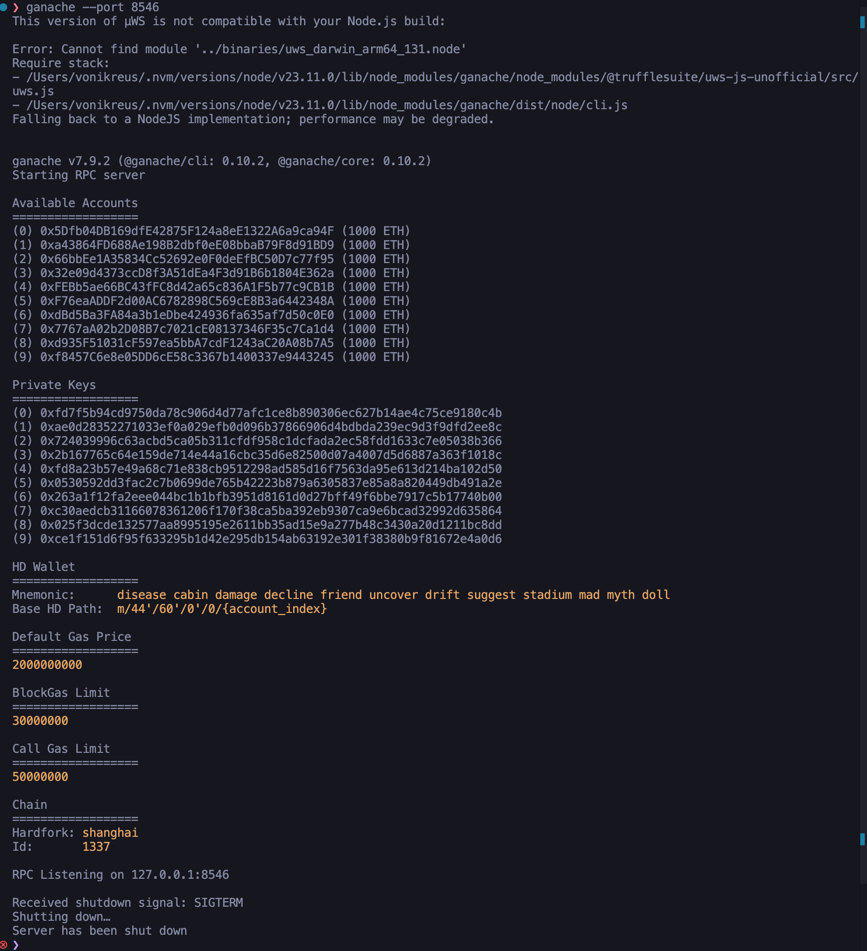 ❯ ganache --port 8546
This version of µWS is not compatible with your Node.js build:
Error: Cannot find module '../binaries/uws_darwin_arm64_131.node'
Require stack:
- /Users/vonikreus/.nvm/versions/node/v23.11.0/lib/node_modules/ganache/node_modules/@trufflesuite/uws-js-unofficial/src/
uws.js
- /Users/vonikreus/.nvm/versions/node/v23.11.0/lib/node_modules/ganache/dist/node/cli.js
Falling back to a NodeJS implementation; performance may be degraded.
ganache v7.9.2 (@ganache/cli: 0.10.2, @ganache/core: 0.10.2)
Starting RPC server
Available Accounts
==================
(0) 0x5Dfb04DB169dfE42875F124a8eE1322A6a9ca94F (1000 ETH)
(1) 0xa43864FD688Ae198B2dbf0eE08bbaB79F8d91BD9 (1000 ETH)
(2) 0x66bbEe1A35834Cc52692e0F0deEfBC50D7c77f95 (1000 ETH)
(3) 0x32e09d4373ccD8f3A51dEa4F3d91B6b1804E362a (1000 ETH)
(4) 0xFEBb5ae66BC43fFC8d42a65c836A1F5b77c9CB1B (1000 ETH)
(5) 0xF76eaADDF2d00AC6782898C569cE8B3a6442348A (1000 ETH)
(6) 0xdBd5Ba3FA84a3b1eDbe424936fa635af7d50c0E0 (1000 ETH)
(7) 0x7767aA02b2D08B7c7021cE08137346F35c7Ca1d4 (1000 ETH)
(8) 0xd935F51031cF597ea5bbA7cdF1243aC20A08b7A5 (1000 ETH)
(9) 0xf8457C6e8e05DD6cE58c3367b1400337e9443245 (1000 ETH)
Private Keys
==================
(0) 0xfd7f5b94cd9750da78c906d4d77afc1ce8b890306ec627b14ae4c75ce9180c4b
(1) 0xae0d28352271033ef0a029efb0d096b37866906d4bdbda239ec9d3f9dfd2ee8c
(2) 0x724039996c63acbd5ca05b311cfdf958c1dcfada2ec58fdd1633c7e05038b366
(3) 0x2b167765c64e159de714e44a16cbc35d6e82500d07a4007d5d6887a363f1018c
(4) 0xfd8a23b57e49a68c71e838cb9512298ad585d16f7563da95e613d214ba102d50
(5) 0x0530592dd3fac2c7b0699de765b42223b879a6305837e85a8a820449db491a2e
(6) 0x263a1f12fa2eee044bc1b1bfb3951d8161d0d27bff49f6bbe7917c5b17740b00
(7) 0xc30aedcb31166078361206f170f38ca5ba392eb9307ca9e6bcad32992d635864
(8) 0x025f3dcde132577aa8995195e2611bb35ad15e9a277b48c3430a20d1211bc8dd
(9) 0xce1f151d6f95f633295b1d42e295db154ab63192e301f38380b9f81672e4a0d6
HD Wallet
==================
Mnemonic:      disease cabin damage decline friend uncover drift suggest stadium mad myth doll
Base HD Path:  m/44'/60'/0'/0/{account_index}
Default Gas Price
==================
2000000000
BlockGas Limit
==================
30000000
Call Gas Limit
==================
50000000
Chain
==================
Hardfork: shanghai
Id:       1337
RPC Listening on 127.0.0.1:8546
Received shutdown signal: SIGTERM
Shutting down…
Server has been shut down
❯